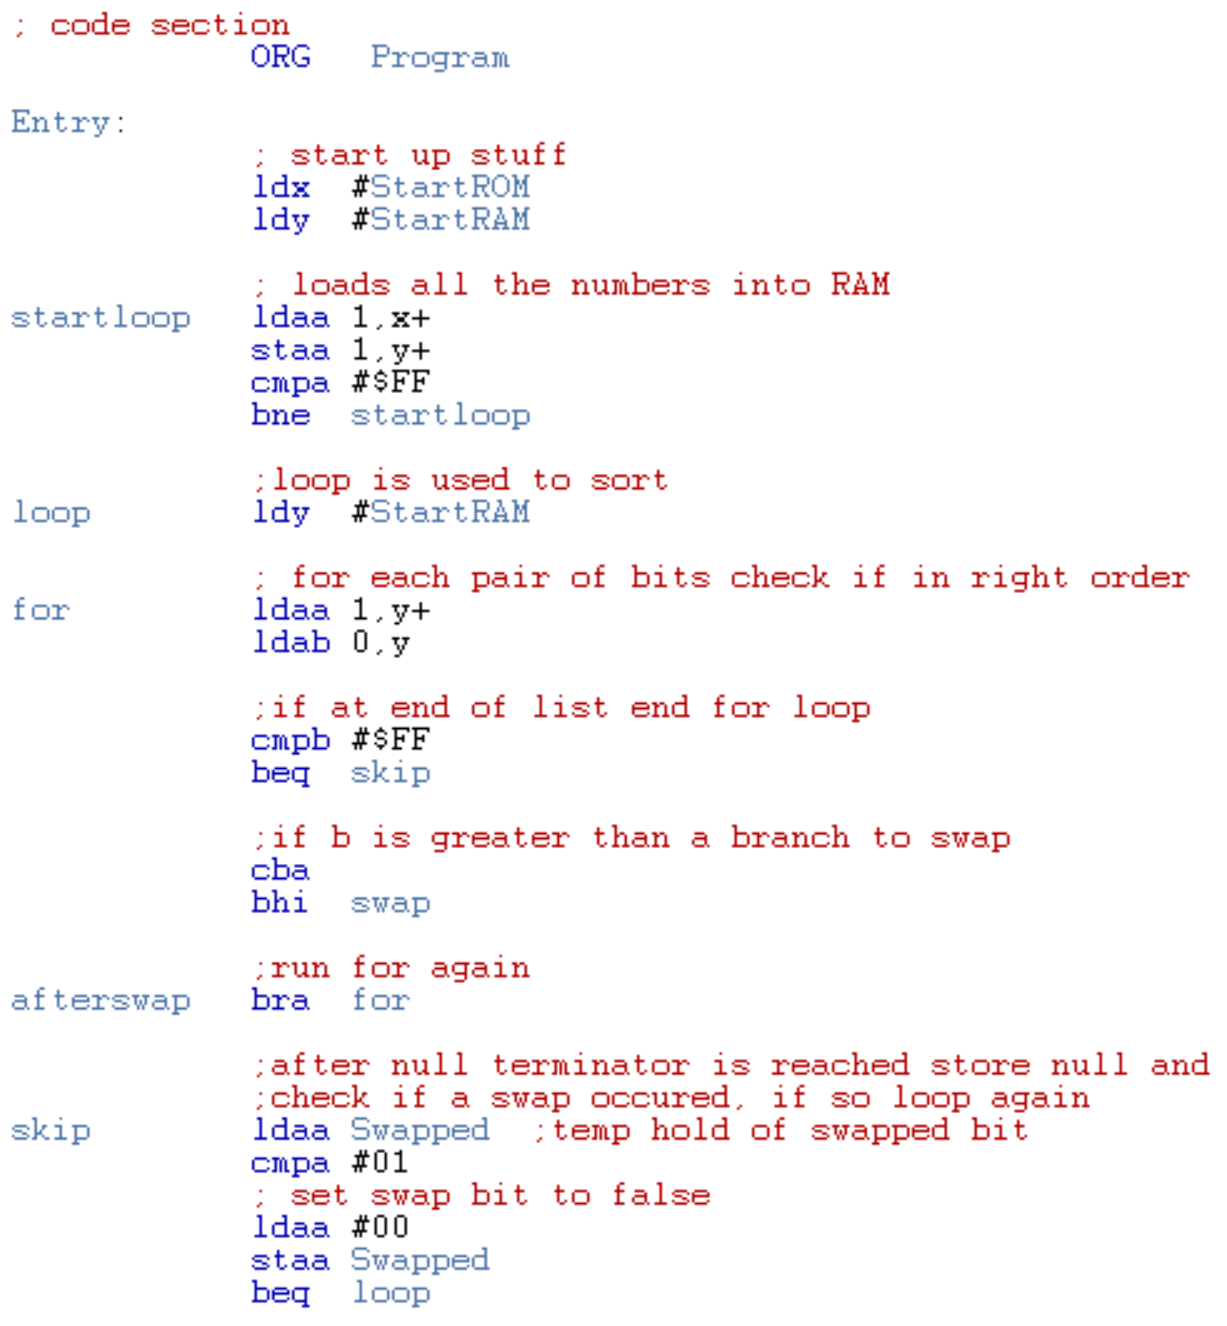 ; code section
ORG Program
Entry:
; start up stuff
ldx #StartROM
ldy #StartRAM
; loads all the numbers into RAM
startloop ldaa 1,x+
staa 1,y+
cmpa #$FF
bne startloop
;loop is used to sort
loop ldy #StartRAM
; for each pair of bits check if in right order
for ldaa 1,y+
ldab 0,y
;if at end of list end for loop
cmpb #$FF
beq skip
;if b is greater than a branch to swap
cba
bhi swap
;run for again
afterswap bra for
;after null terminator is reached store null and
;check if a swap occured, if so loop again
skip ldaa Swapped ;temp hold of swapped bit
cmpa #01
; set swap bit to false
ldaa #00
staa Swapped
beq loop